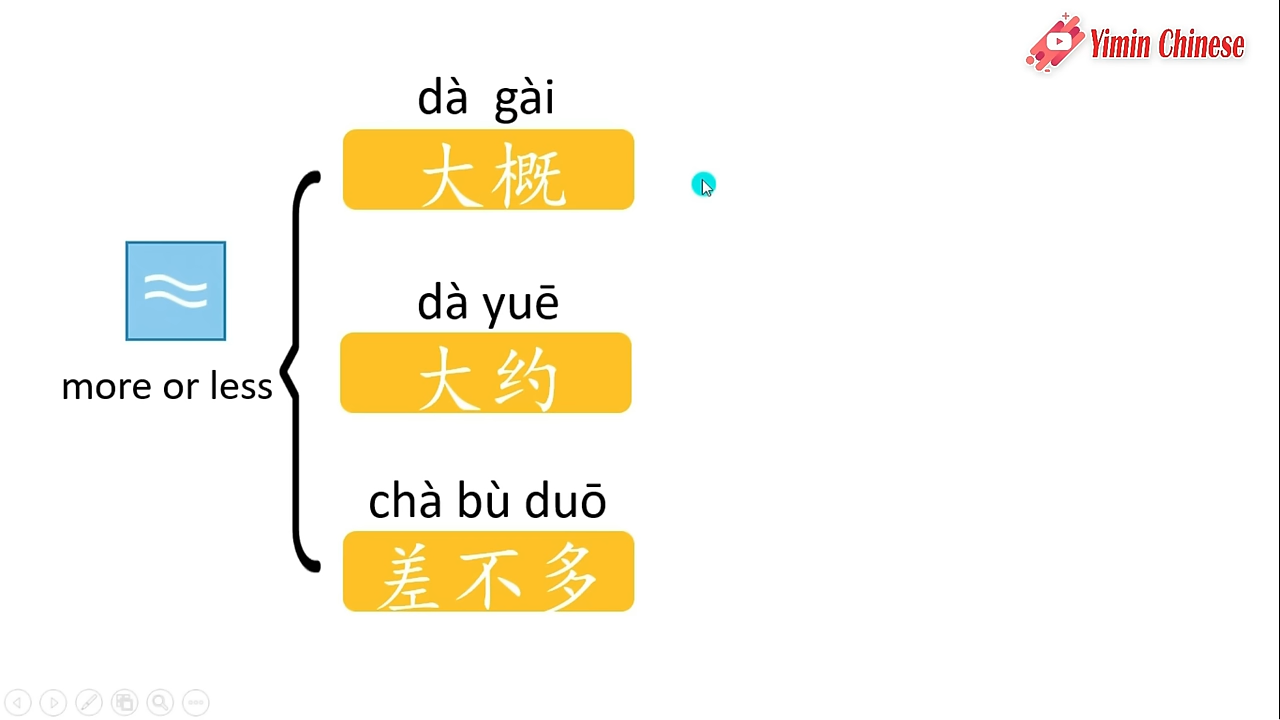 Yimin Chinese
dà gài
大概
≈
more or less
dà yuē
大约
chà bù duō
差不多